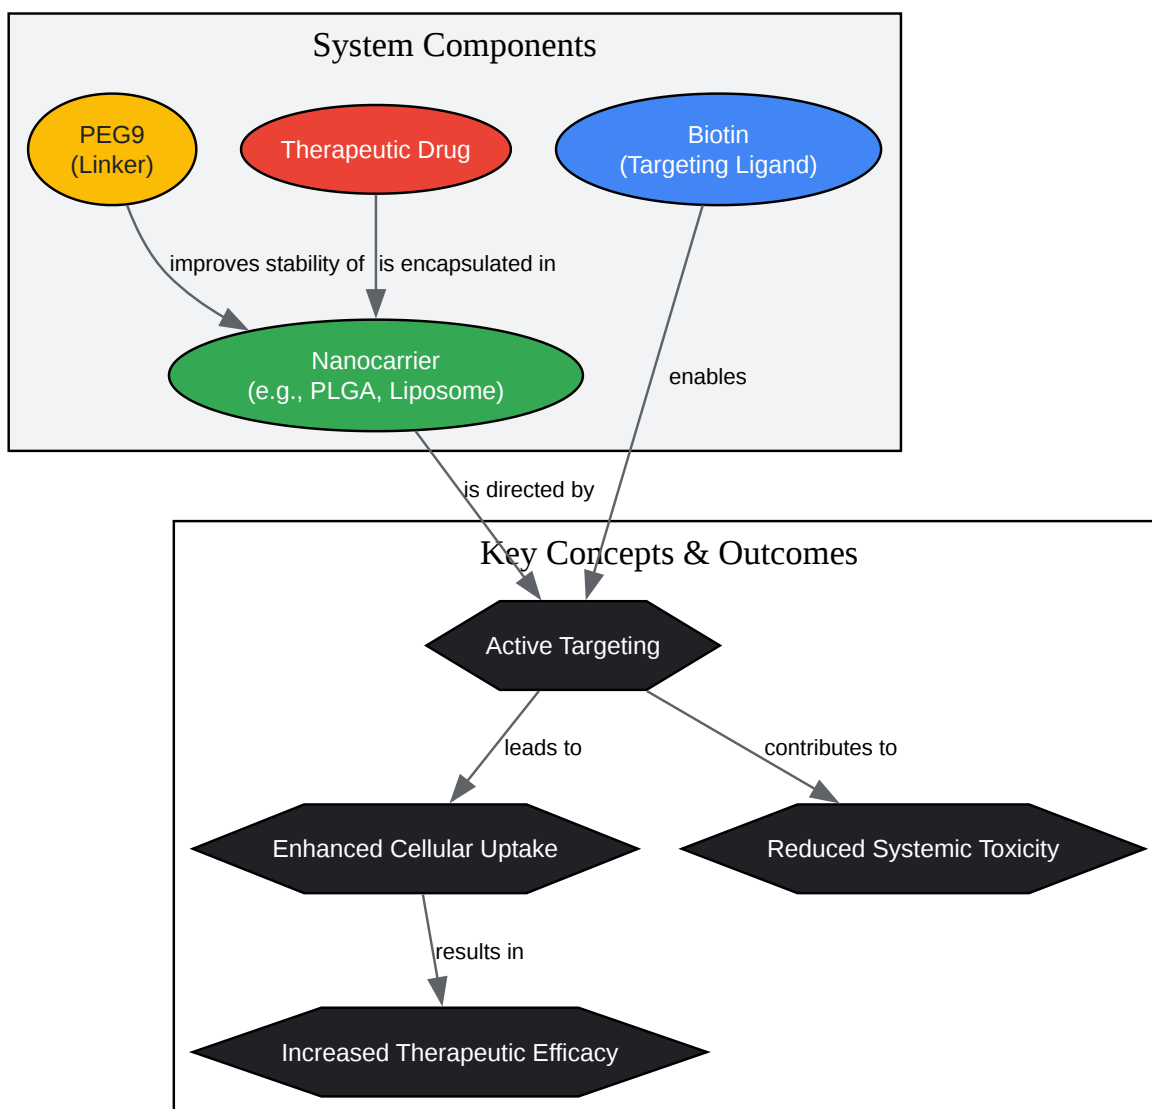 System Components
PEG9
(Linker)
Therapeutic Drug
Biotin
(Targeting Ligand)
improves stability of
is encapsulated in
Nanocarrier
(e.g., PLGA, Liposome)
enables
is directed by
Key Concepts & Outcomes
Active Targeting
leads to
contributes to
Enhanced Cellular Uptake
Reduced Systemic Toxicity
results in
Increased Therapeutic Efficacy